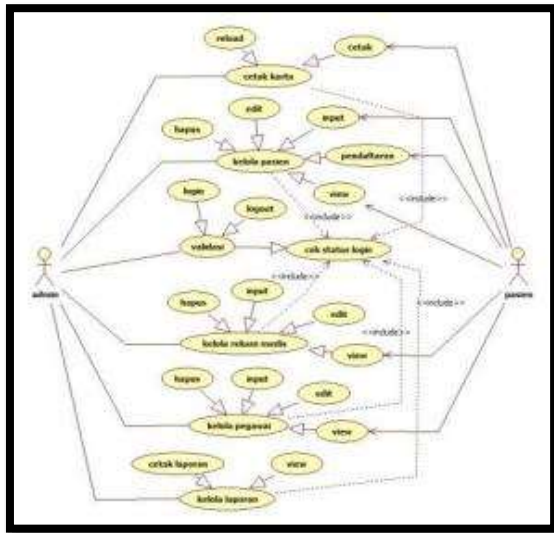 reload
cetak
cetak kartu
edit
hapus
input
kelola pasien
pendaftaran
view
login
<<include>>
logout
validasi
cek status login
<<include>>
<<include>>
admin
pasien
input
hapus
edit
<<include>>
kelola rekam medis
view
hapus
input
edit
kelola pegawai
view
cetak laporan
view
kelola laporan